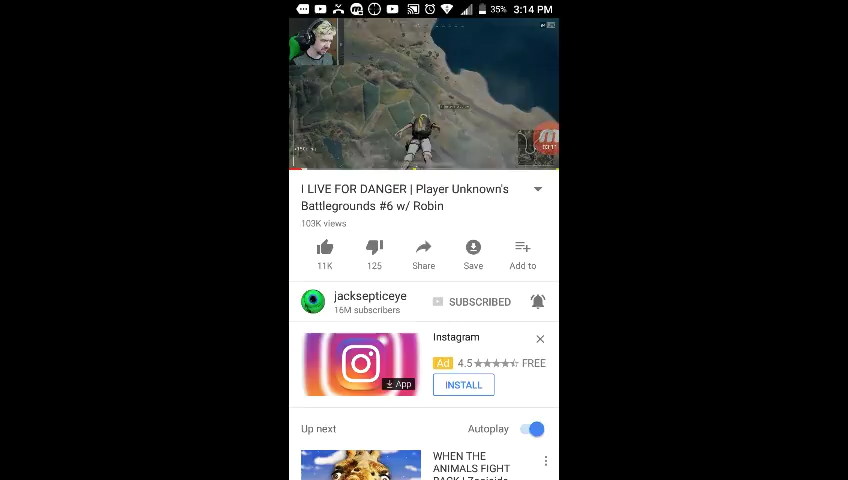 35% 3:14 PM
03:11
I LIVE FOR DANGER | Player Unknown's
Battlegrounds #6 w/ Robin
103K views
11K
125
Share
Save
Add to
jacksepticeye
16M subscribers
SUBSCRIBED
Instagram
Ad 4.5 FREE
App
INSTALL
Up next
Autoplay
WHEN THE
ANIMALS FIGHT